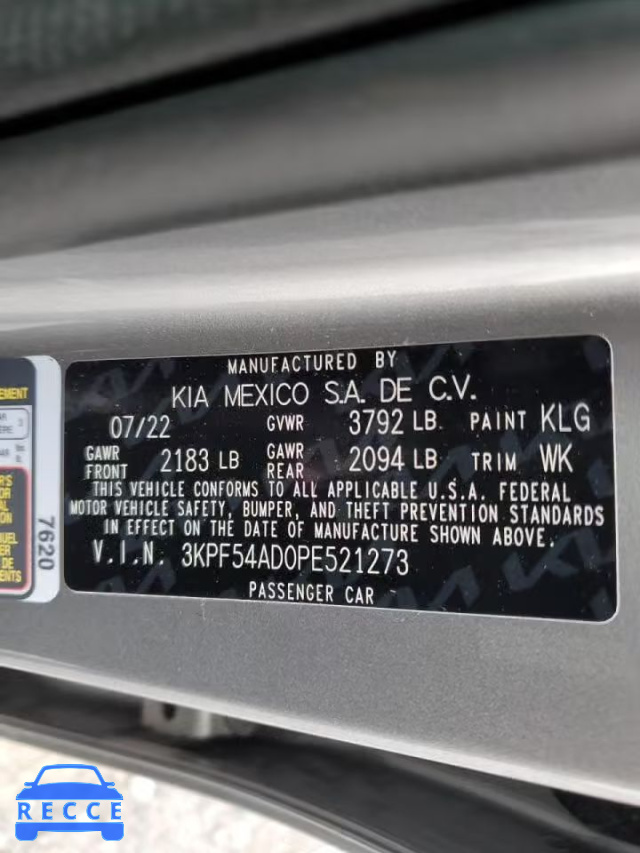 MANUFACTURED BY
KIA MEXICO S.A. DE C.V.
07/22 GVWR 3792 LB PAINT KLG
GAWR FRONT 2183 LB GAWR REAR 2094 LB TRIM WK
THIS VEHICLE CONFORMS TO ALL APPLICABLE U.S.A. FEDERAL
MOTOR VEHICLE SAFETY, BUMPER, AND THEFT PREVENTION STANDARDS
IN EFFECT ON THE DATE OF MANUFACTURE SHOWN ABOVE.
V.I.N. 3KPF54AD0PE521273
PASSENGER CAR
7620
RECCE